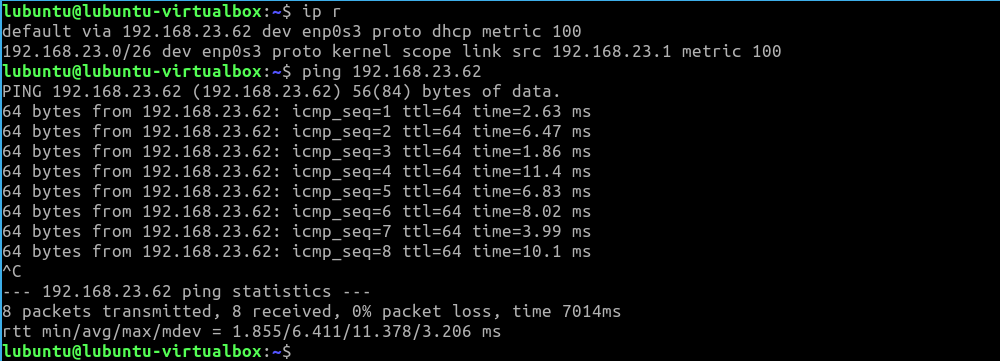 lubuntu@lubuntu-virtualbox:~$ ip r
default via 192.168.23.62 dev enp0s3 proto dhcp metric 100
192.168.23.0/26 dev enp0s3 proto kernel scope link src 192.168.23.1 metric 100
lubuntu@lubuntu-virtualbox:~$ ping 192.168.23.62
PING 192.168.23.62 (192.168.23.62) 56(84) bytes of data.
64 bytes from 192.168.23.62: icmp_seq=1 ttl=64 time=2.63 ms
64 bytes from 192.168.23.62: icmp_seq=2 ttl=64 time=6.47 ms
64 bytes from 192.168.23.62: icmp_seq=3 ttl=64 time=1.86 ms
64 bytes from 192.168.23.62: icmp_seq=4 ttl=64 time=11.4 ms
64 bytes from 192.168.23.62: icmp_seq=5 ttl=64 time=6.83 ms
64 bytes from 192.168.23.62: icmp_seq=6 ttl=64 time=8.02 ms
64 bytes from 192.168.23.62: icmp_seq=7 ttl=64 time=3.99 ms
64 bytes from 192.168.23.62: icmp_seq=8 ttl=64 time=10.1 ms
^C
--- 192.168.23.62 ping statistics ---
8 packets transmitted, 8 received, 0% packet loss, time 7014ms
rtt min/avg/max/mdev = 1.855/6.411/11.378/3.206 ms
lubuntu@lubuntu-virtualbox:~$